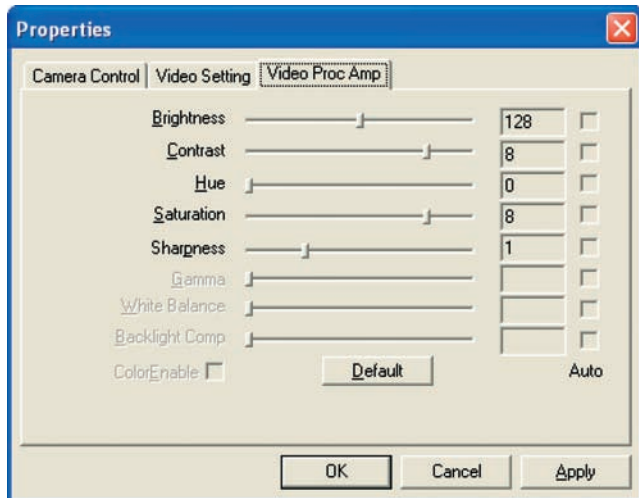 Properties
Camera Control Video Setting Video Proc Amp
Brightness 128
Contrast 8
Hue 0
Saturation 8
Sharpness 1
Gamma
White Balance
Backlight Comp
ColorEnable Default Auto
OK Cancel Apply